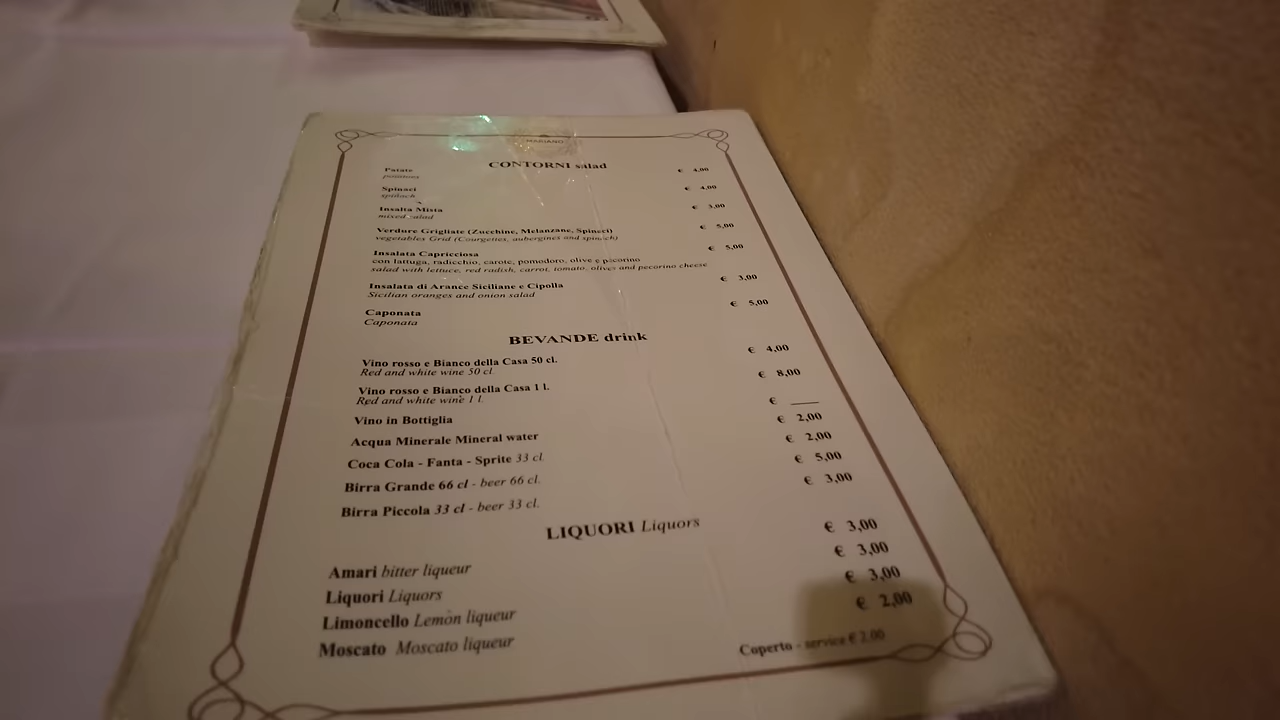 MARIANO
CONTORNI salad
Patate € 4,00
potatoes
Spinaci € 4,00
spinach
Insalta Mista € 3,00
mixed salad
Verdure Grigliate (Zucchine, Melanzane, Spinaci) € 5,00
vegetables Grid (Courgettes, aubergines and spinach)
Insalata Capricciosa € 5,00
con lattuga, radicchio, carote, pomodoro, olive e pecorino
salad with lettuce, red radish, carrot, tomato, olives and pecorino cheese
Insalata di Arance Siciliane e Cipolla € 3,00
Sicilian oranges and onion salad
Caponata € 5,00
Caponata
BEVANDE drink
Vino rosso e Bianco della Casa 50 cl. € 4,00
Red and white wine 50 cl.
Vino rosso e Bianco della Casa 1 l. € 8,00
Red and white wine 1 l.
Vino in Bottiglia € ___
Acqua Minerale Mineral water € 2,00
Coca Cola - Fanta - Sprite 33 cl. € 2,00
Birra Grande 66 cl - beer 66 cl. € 5,00
Birra Piccola 33 cl - beer 33 cl. € 3,00
LIQUORI Liquors
Amari bitter liqueur € 3,00
Liquori Liquors € 3,00
Limoncello Lemon liqueur € 3,00
Moscato Moscato liqueur € 2,00
Coperto - service € 2.00